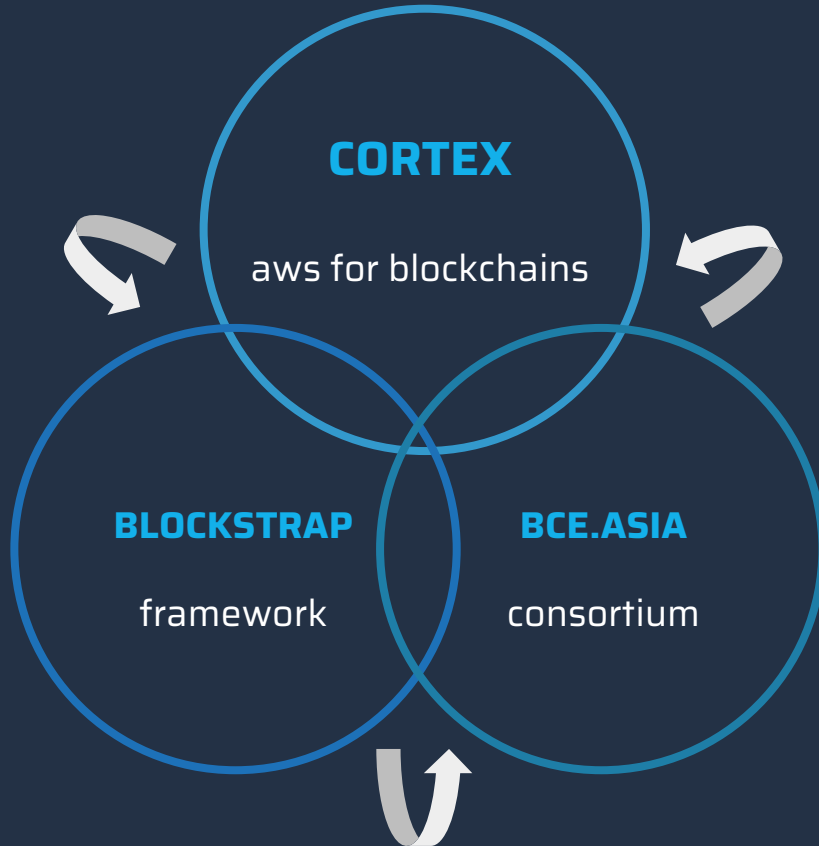 CORTEX
aws for blockchains
BLOCKSTRAP
framework
BCE.ASIA
consortium